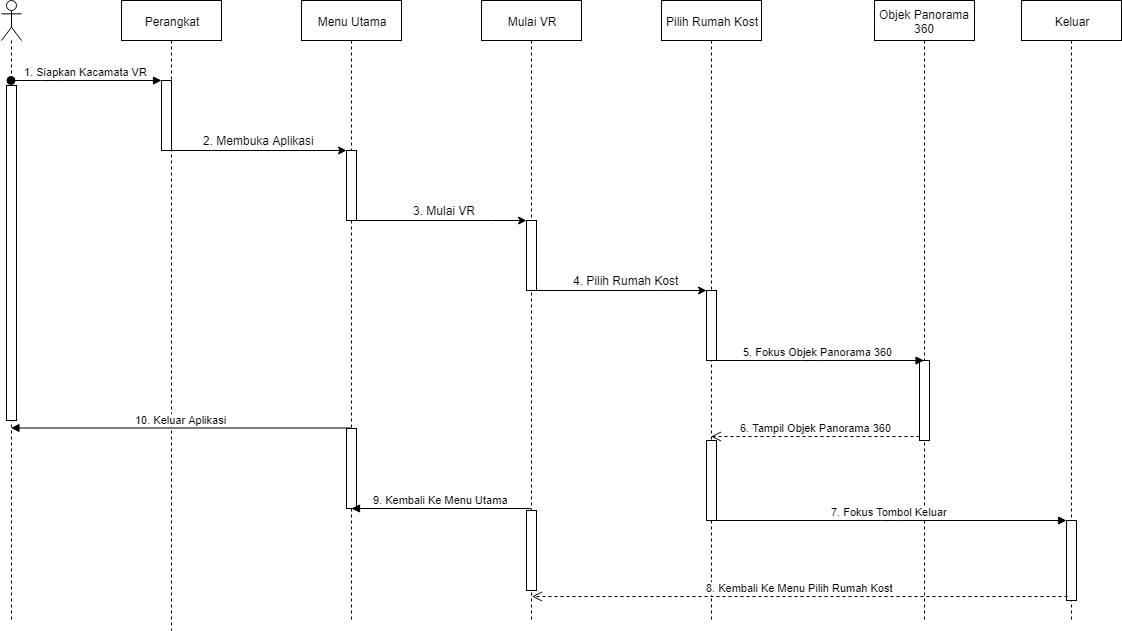 Perangkat
Menu Utama
Mulai VR
Pilih Rumah Kost
Objek Panorama
360
Keluar
1. Siapkan Kacamata VR
2. Membuka Aplikasi
3. Mulai VR
4. Pilih Rumah Kost
5. Fokus Objek Panorama 360
10. Keluar Aplikasi
6. Tampil Objek Panorama 360
9. Kembali Ke Menu Utama
7. Fokus Tombol Keluar
8. Kembali Ke Menu Pilih Rumah Kost